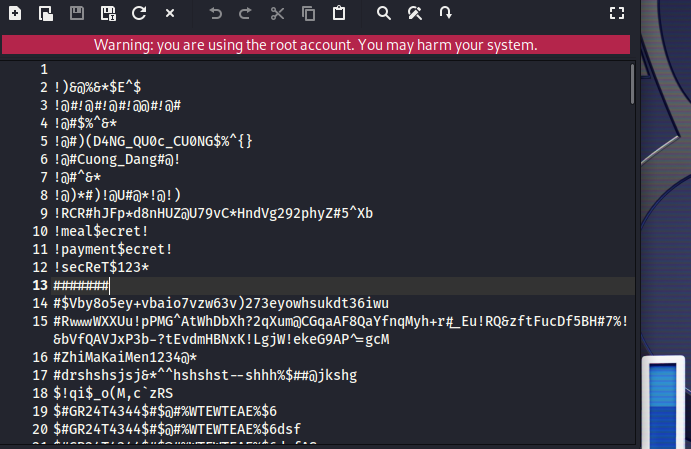 Warning: you are using the root account. You may harm your system.
1
2 !)&@%&*$E^$
3 !@#!@#!@#!@@#!@#
4 !@#$%^&*
5 !@#)(D4NG_QU0c_CU0NG$%^{}
6 !@#Cuong_Dang#@!
7 !@#^&*
8 !@)*#)!@U#@*!@!)
9 !RCR#hJFp*d8nHUZ@U79vC*HndVg292phyZ#5^Xb
10 !meal$ecret!
11 !payment$ecret!
12 !secReT$123*
13 #######
14 #$Vby8o5ey+vbaio7vzw63v)273eyowhsukdt36iwu
15 #RwwwWXXUu!pPMG^AtWhDbXh?2qXum@CGqaAF8QaYfnqMyh+r#_Eu!RQ&zftFucDf5BH#7%!
&bVfQAVJxP3b-?tEvdmHBNxK!LgjW!ekeG9AP^=gcM
16 #ZhiMaKaiMen1234@*
17 #drshshsjsj&*^^hshshst--shhh%$##@jkshg
18 $!qi$_o(M,c`zRS
19 $#GR24T4344$#$@#%WTEWTEAE%$6
20 $#GR24T4344$#$@#%WTEWTEAE%$6dsf